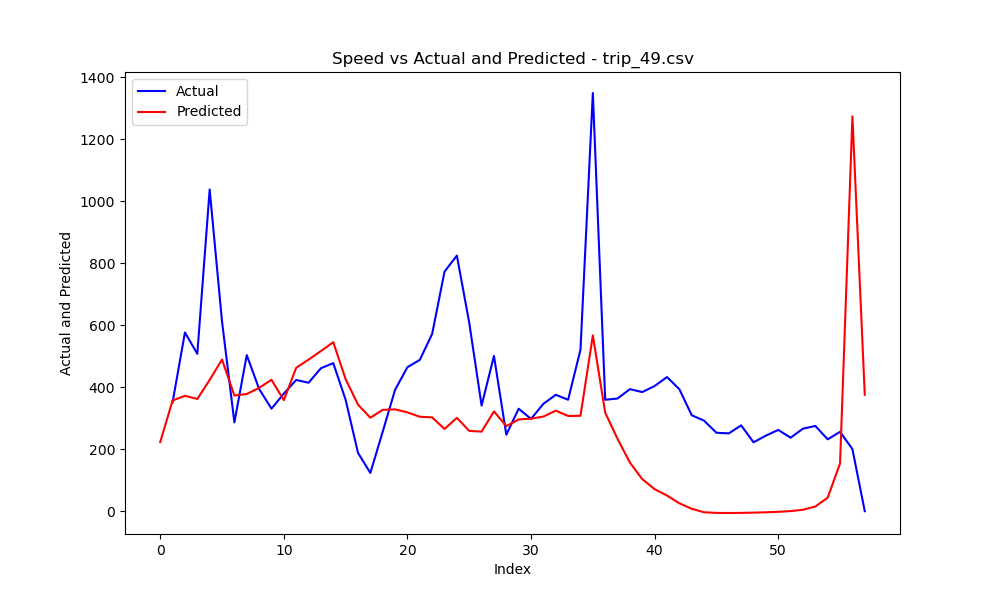 Speed vs Actual and Predicted - trip_49.csv
Actual
Predicted
1400
1200
1000
800
600
400
200
0
Actual and Predicted
0 10 20 30 40 50
Index